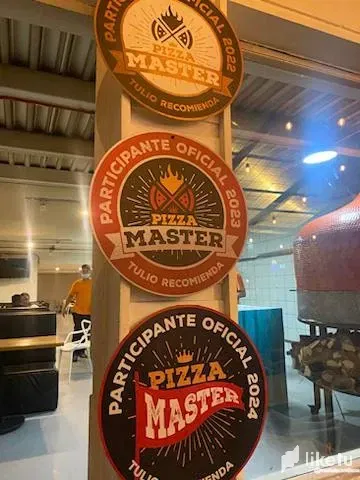 PARTICIPANTE OFICIAL 2022
PIZZA
MASTER
TULIO RECOMIENDA
PARTICIPANTE OFICIAL 2023
PIZZA
MASTER
TULIO RECOMIENDA
PARTICIPANTE OFICIAL 2024
PIZZA
MASTER
TULIO RECOMIENDA
likefu